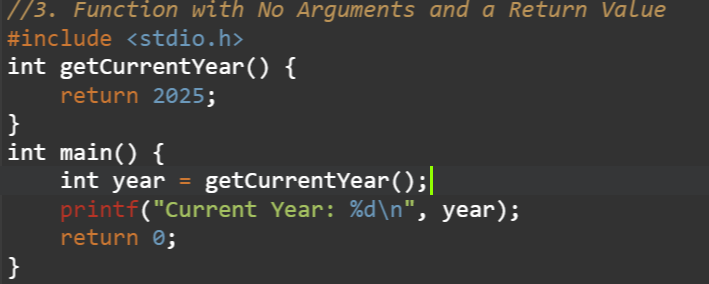 //3. Function with No Arguments and a Return Value
#include <stdio.h>
int getCurrentYear() {
    return 2025;
}
int main() {
    int year = getCurrentYear();
    printf("Current Year: %d\n", year);
    return 0;
}